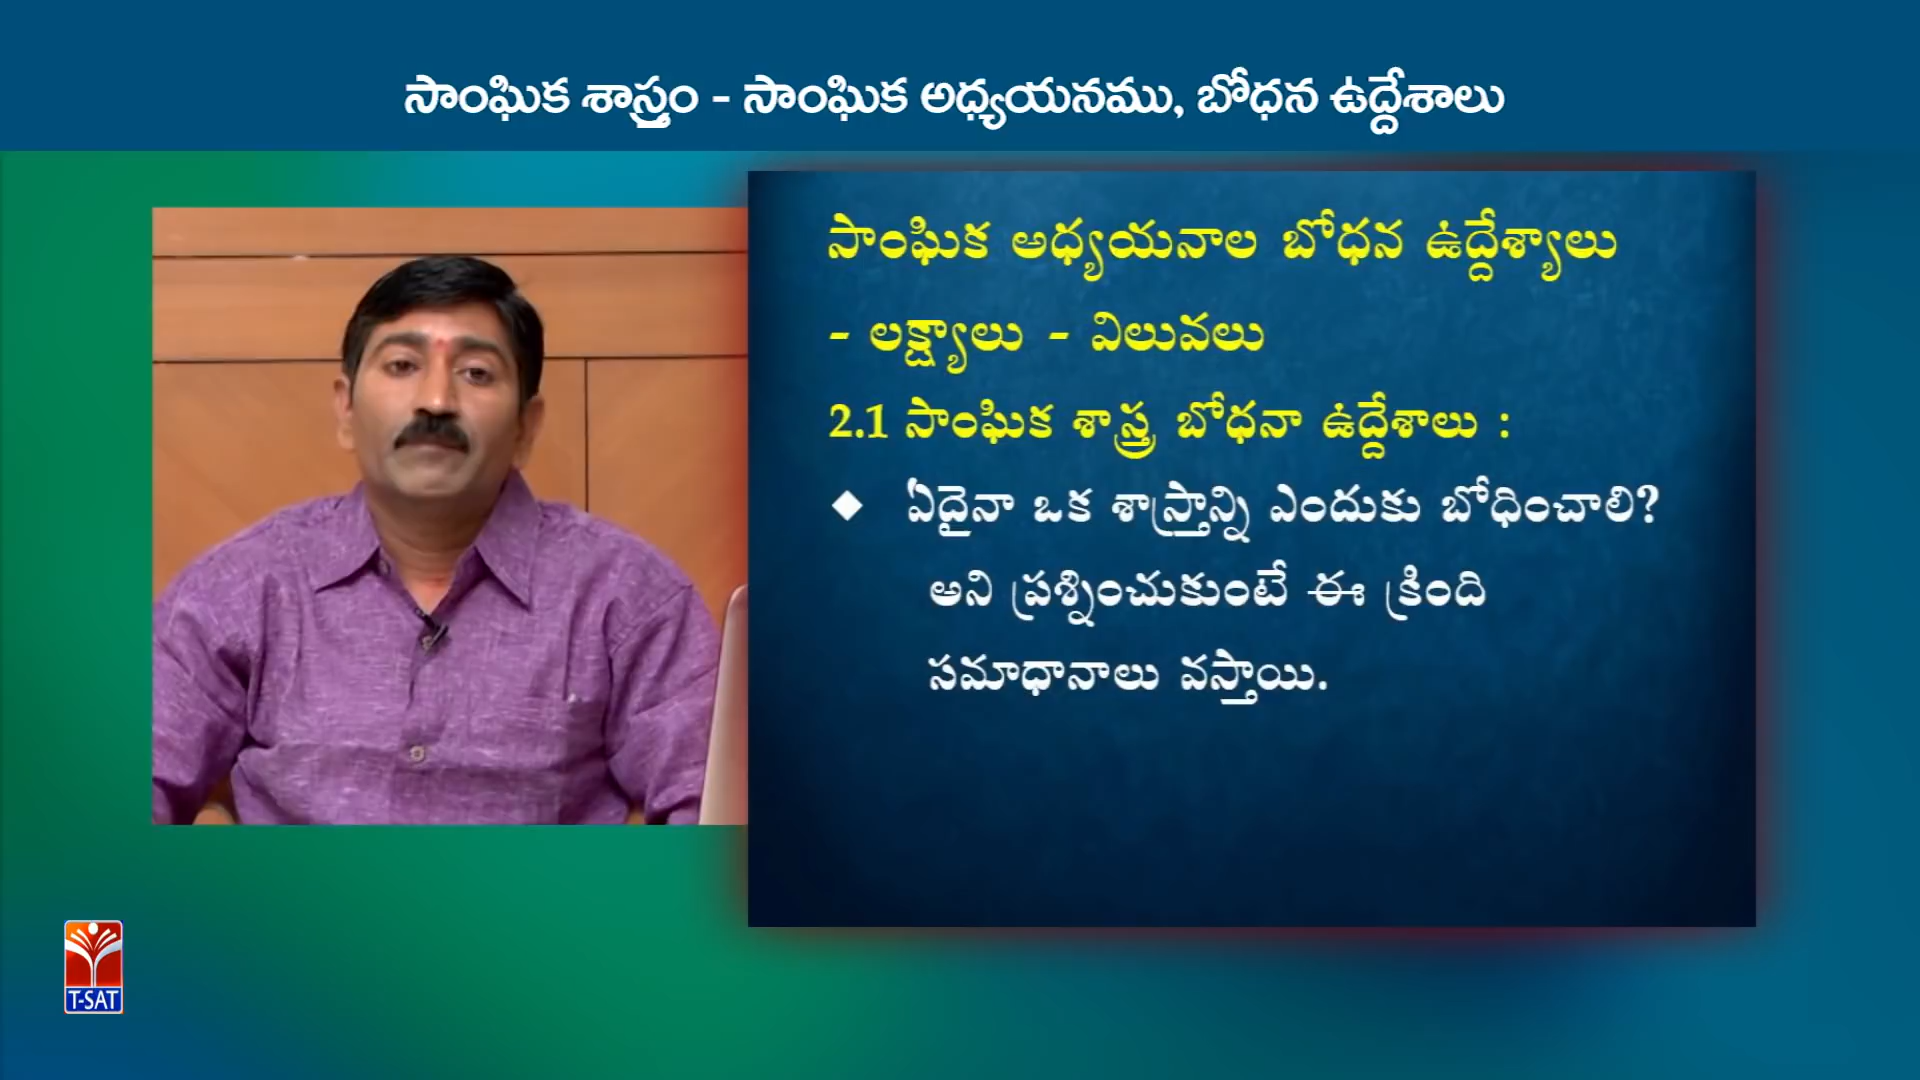 సాంఘిక శాస్త్రం - సాంఘిక అధ్యయనము, బోధన ఉద్దేశాలు
సాంఘిక అధ్యయనాల బోధన ఉద్దేశ్యాలు
- లక్ష్యాలు - విలువలు
2.1 సాంఘిక శాస్త్ర బోధనా ఉద్దేశాలు :
◆ ఏదైనా ఒక శాస్త్రాన్ని ఎందుకు బోధించాలి?
అని ప్రశ్నించుకుంటే ఈ క్రింది
సమాధానాలు వస్తాయి.
T-SAT